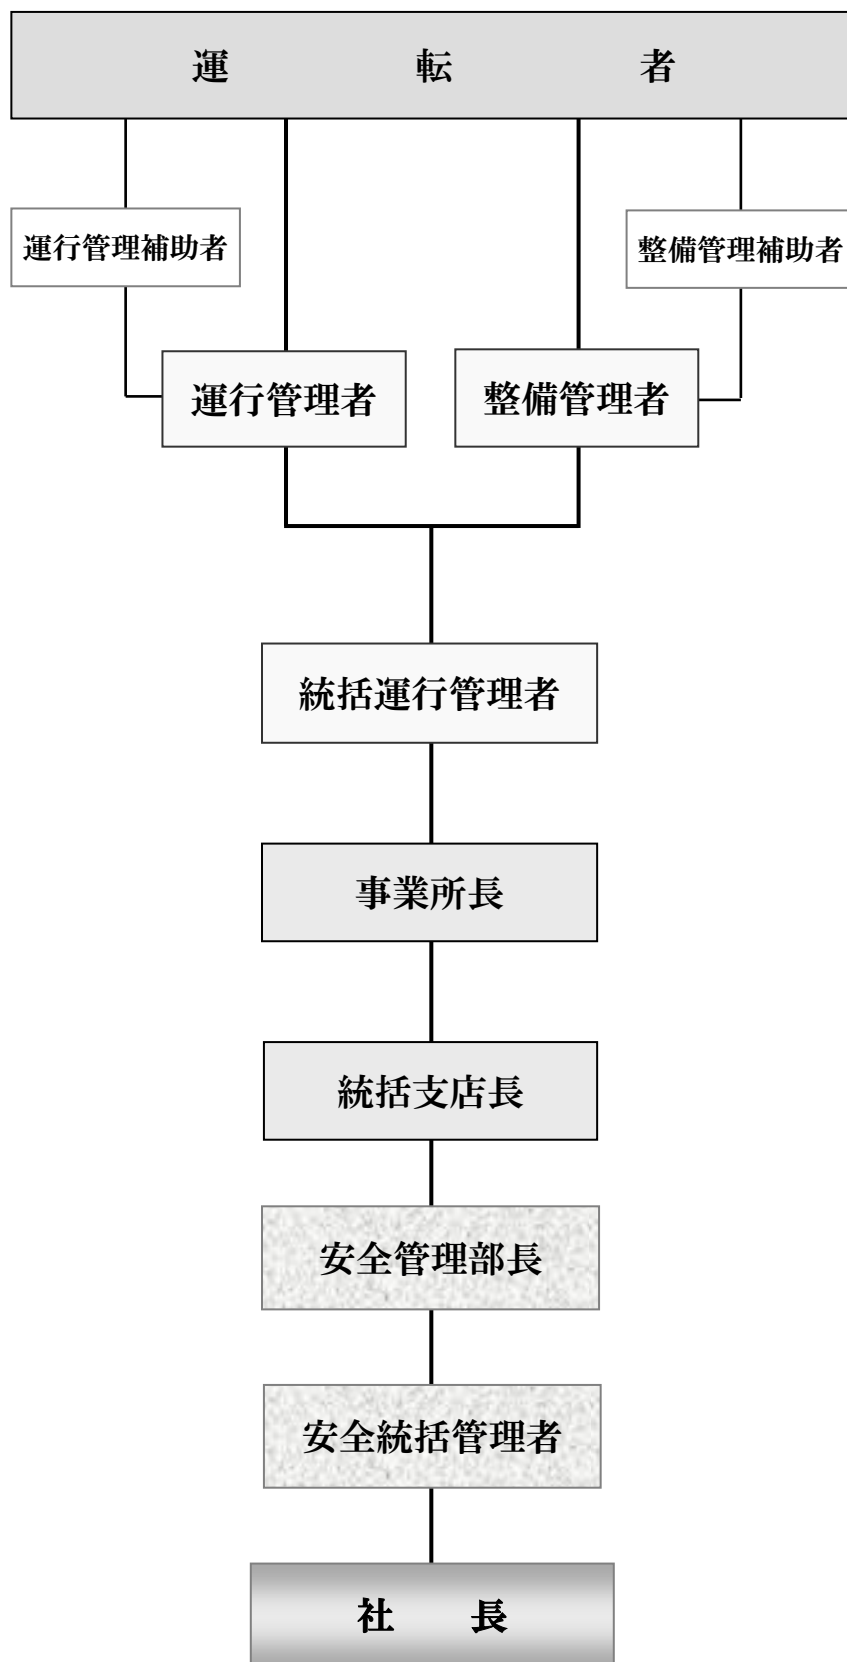 運　転　者
運行管理補助者
整備管理補助者
運行管理者
整備管理者
統括運行管理者
事業所長
統括支店長
安全管理部長
安全統括管理者
社　長